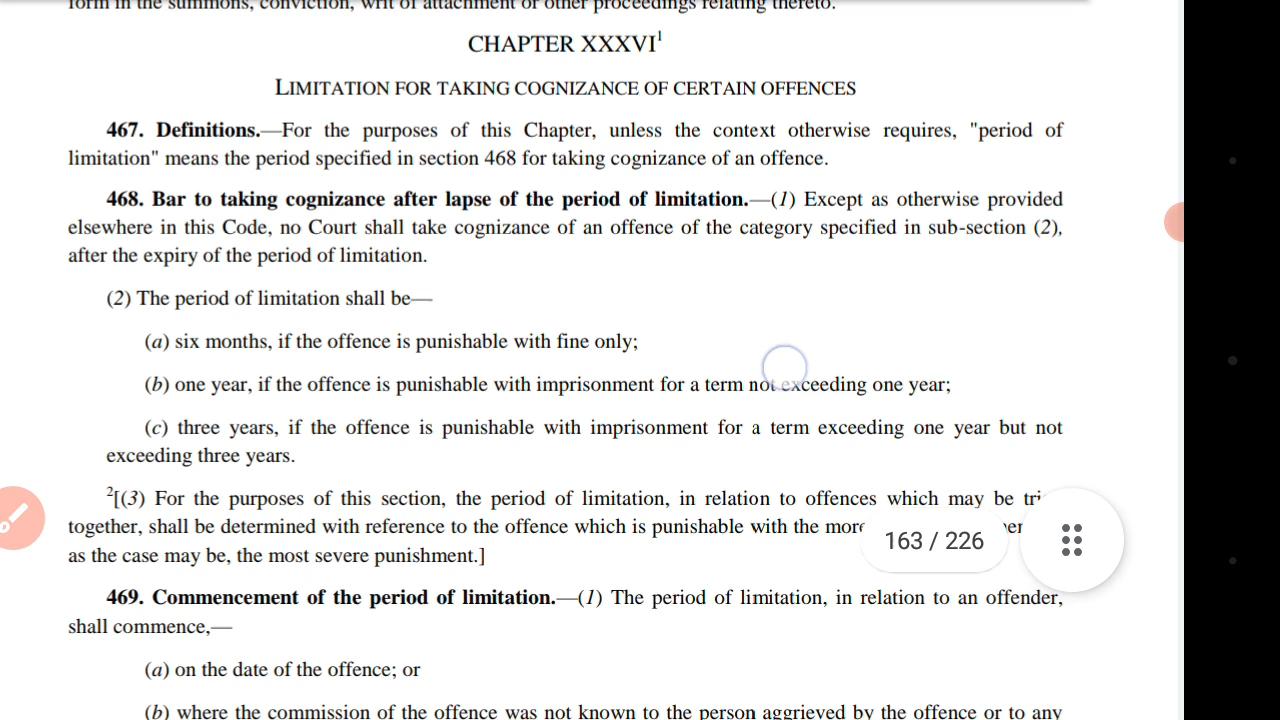 form in the summons, conviction, writ of attachment or other proceedings relating thereto.
CHAPTER XXXVI1
LIMITATION FOR TAKING COGNIZANCE OF CERTAIN OFFENCES
467. Definitions.—For the purposes of this Chapter, unless the context otherwise requires, "period of
limitation" means the period specified in section 468 for taking cognizance of an offence.
468. Bar to taking cognizance after lapse of the period of limitation.—(1) Except as otherwise provided
elsewhere in this Code, no Court shall take cognizance of an offence of the category specified in sub-section (2),
after the expiry of the period of limitation.
(2) The period of limitation shall be—
(a) six months, if the offence is punishable with fine only;
(b) one year, if the offence is punishable with imprisonment for a term not exceeding one year;
(c) three years, if the offence is punishable with imprisonment for a term exceeding one year but not
exceeding three years.
2[(3) For the purposes of this section, the period of limitation, in relation to offences which may be
together, shall be determined with reference to the offence which is punishable with the more
as the case may be, the most severe punishment.]
163 / 226
469. Commencement of the period of limitation.—(1) The period of limitation, in relation to an offender,
shall commence,—
(a) on the date of the offence; or
(b) where the commission of the offence was not known to the person aggrieved by the offence or to any